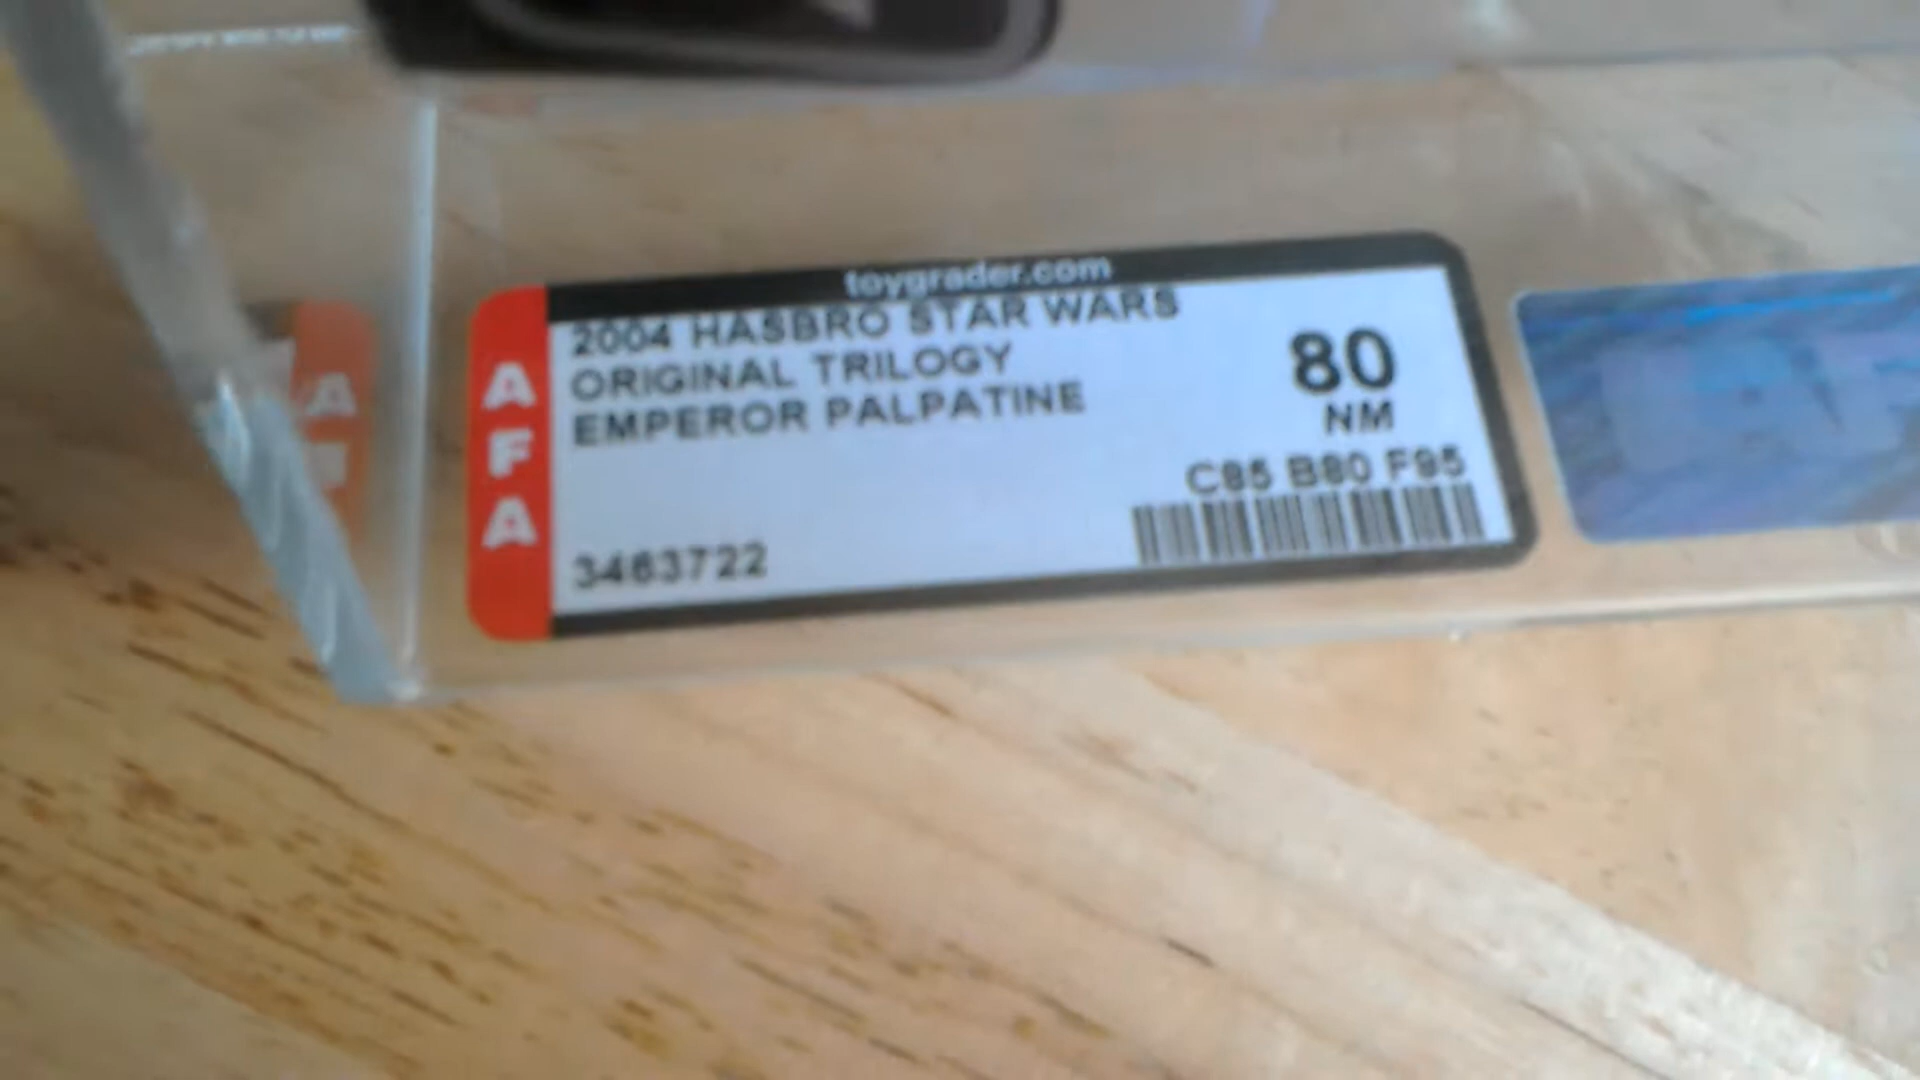 toygrader.com
AFA
2004 HASBRO STAR WARS
ORIGINAL TRILOGY
EMPEROR PALPATINE
80
NM
C85 B80 F95
3463722